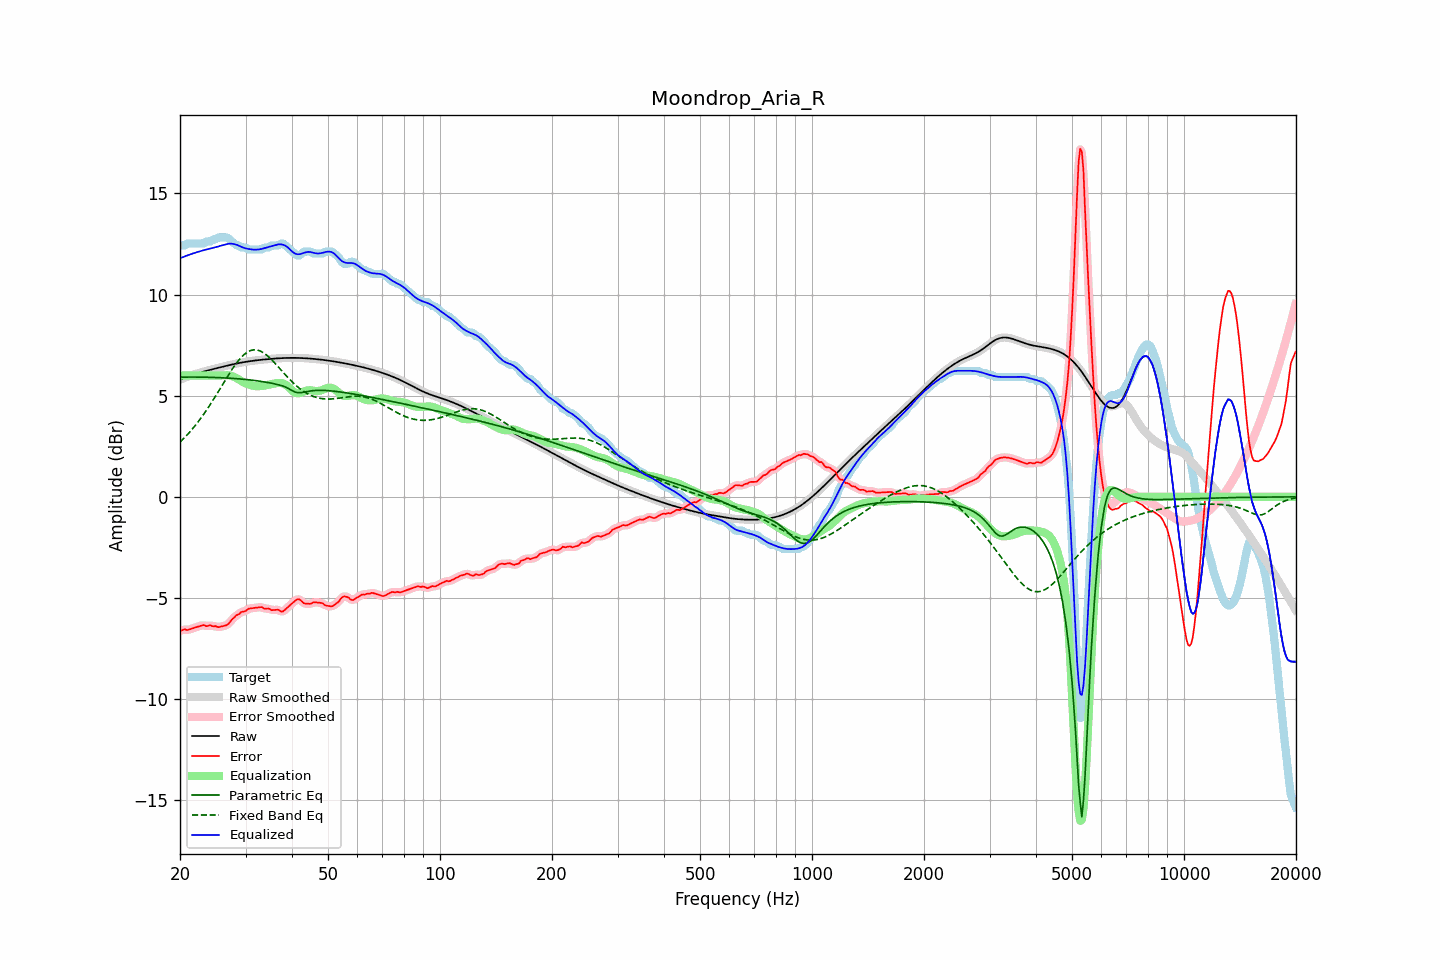 Moondrop_Aria_R
Amplitude (dBr)
15
10
5
0
−5
−10
−15
Target
Raw Smoothed
Error Smoothed
Raw
Error
Equalization
Parametric Eq
Fixed Band Eq
Equalized
20 50 100 200 500 1000 2000 5000 10000 20000
Frequency (Hz)